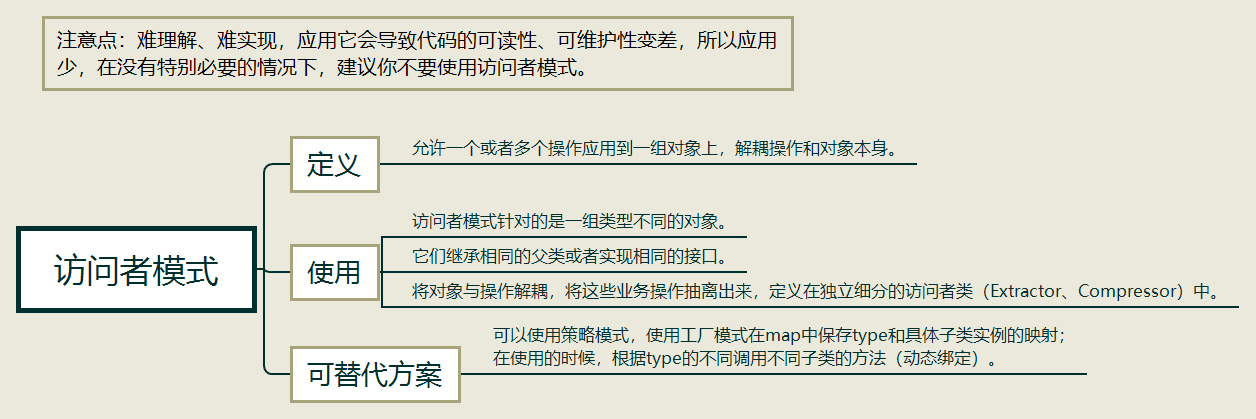 注意点：难理解、难实现，应用它会导致代码的可读性、可维护性变差，所以应用
少，在没有特别必要的情况下，建议你不要使用访问者模式。
定义
允许一个或者多个操作应用到一组对象上，解耦操作和对象本身。
访问者模式
使用
访问者模式针对的是一组类型不同的对象。
它们继承相同的父类或者实现相同的接口。
将对象与操作解耦，将这些业务操作抽离出来，定义在独立细分的访问者类（Extractor、Compressor）中。
可替代方案
可以使用策略模式，使用工厂模式在map中保存type和具体子类实例的映射；
在使用的时候，根据type的不同调用不同子类的方法（动态绑定）。